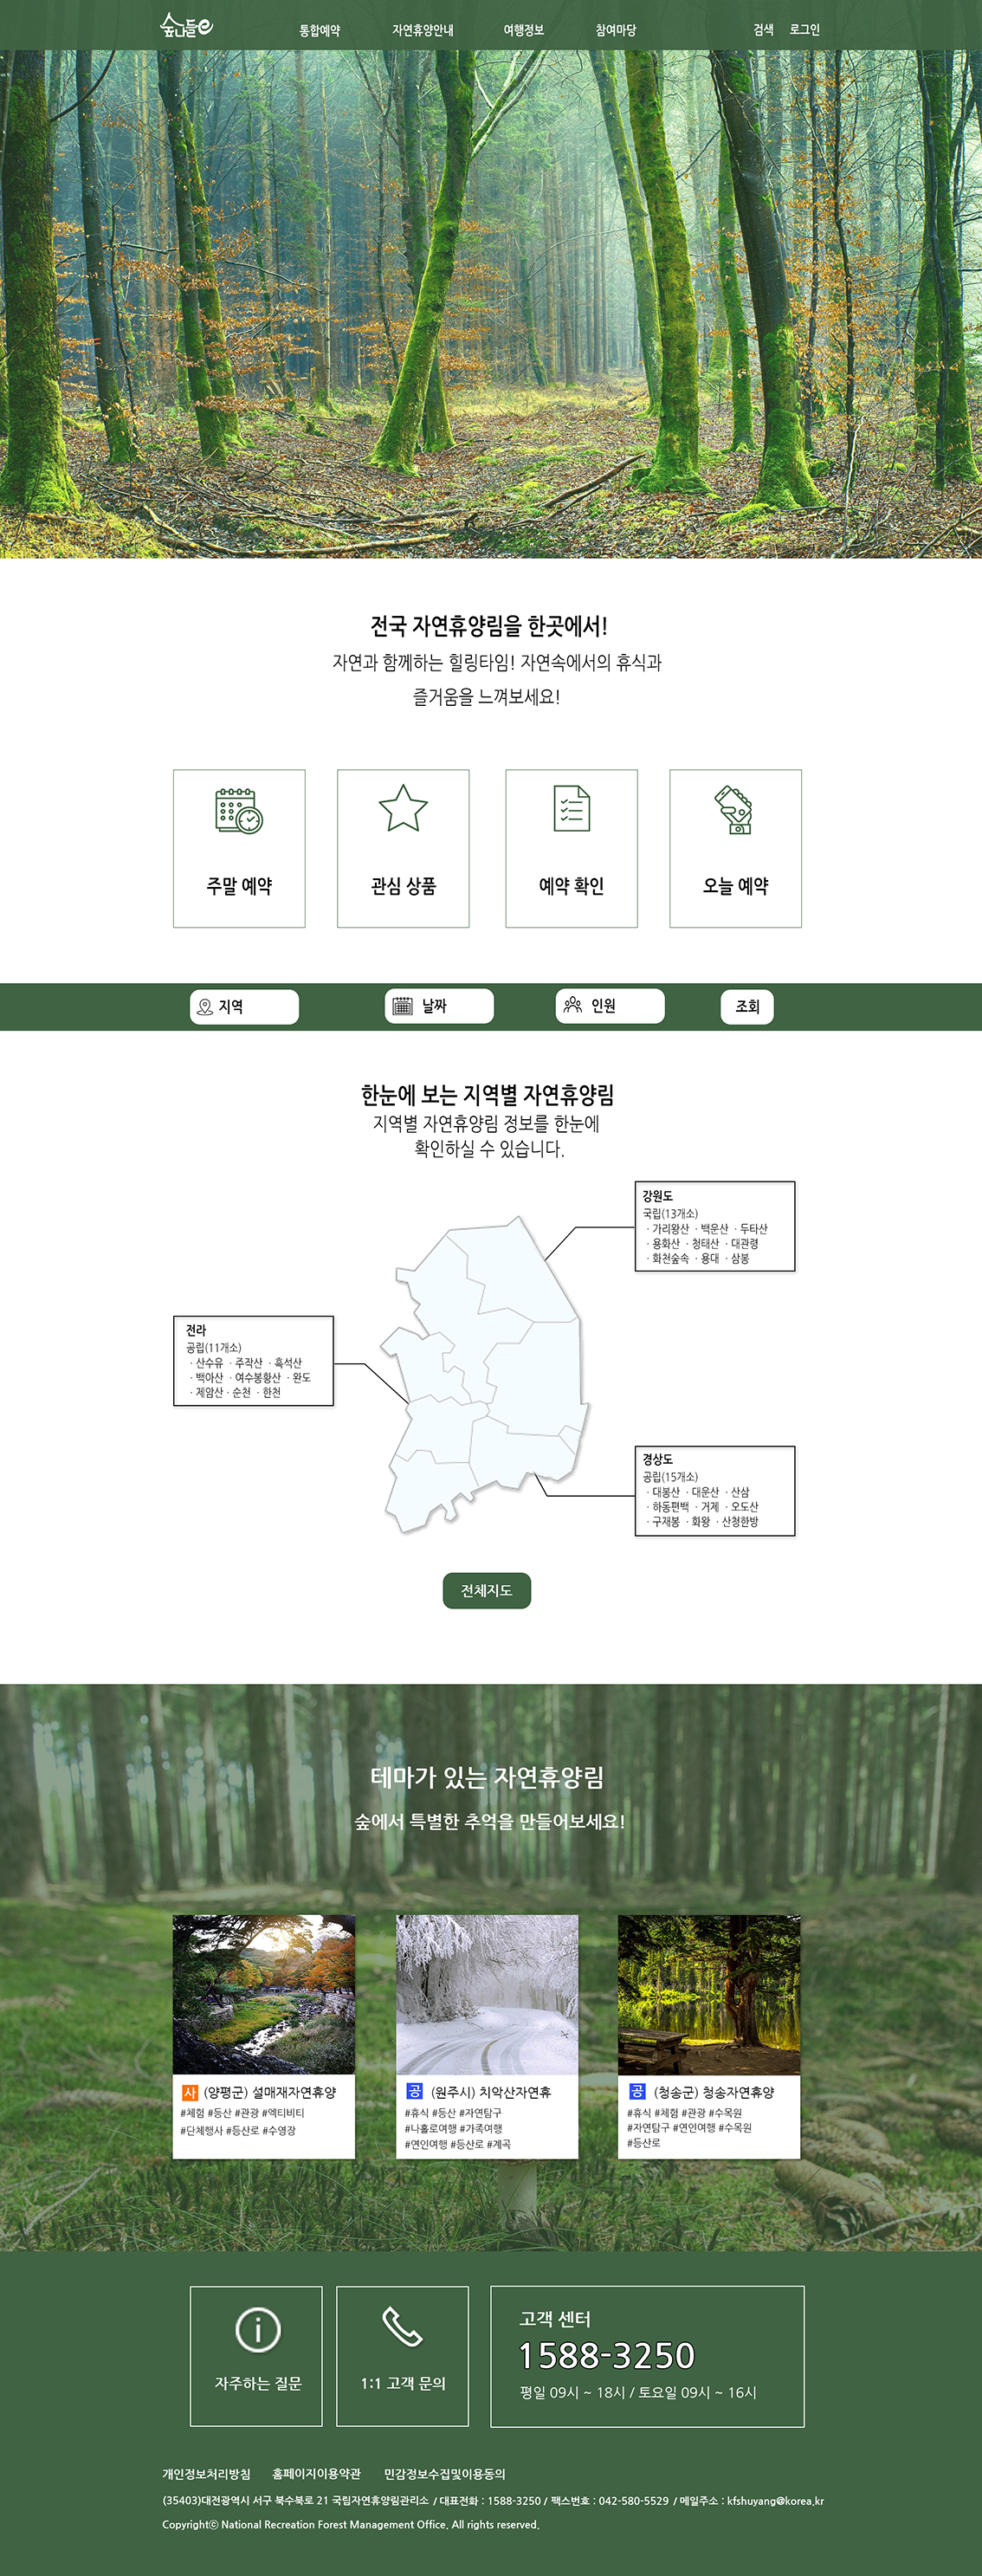 숲나들e
통합예약 자연휴양안내 여행정보 참여마당 검색 로그인
전국 자연휴양림을 한곳에서!
자연과 함께하는 힐링타임! 자연속에서의 휴식과
즐거움을 느껴보세요!
주말 예약 관심 상품 예약 확인 오늘 예약
지역 날짜 인원 조회
한눈에 보는 지역별 자연휴양림
지역별 자연휴양림 정보를 한눈에
확인하실 수 있습니다.
강원도
국립(13개소)
· 가리왕산 · 백운산 · 두타산
· 용화산 · 청태산 · 대관령
· 화천숲속 · 용대 · 삼봉
전라
공립(11개소)
· 산수유 · 주작산 · 흑석산
· 백아산 · 여수봉황산 · 완도
· 제암산 · 순천 · 한천
경상도
공립(15개소)
· 대봉산 · 대운산 · 산삼
· 하동편백 · 거제 · 오도산
· 구재봉 · 화왕 · 산청한방
전체지도
테마가 있는 자연휴양림
숲에서 특별한 추억을 만들어보세요!
사 (양평군) 설매재자연휴양
#체험 #등산 #관광 #엑티비티
#단체행사 #등산로 #수영장
공 (원주시) 치악산자연휴
#휴식 #등산 #자연탐구
#나홀로여행 #가족여행
#연인여행 #등산로 #계곡
공 (청송군) 청송자연휴양
#휴식 #체험 #관광 #수목원
#자연탐구 #연인여행 #수목원
#등산로
자주하는 질문
1:1 고객 문의
고객 센터
1588-3250
평일 09시 ~ 18시 / 토요일 09시 ~ 16시
개인정보처리방침 홈페이지이용약관 민감정보수집및이용동의
(35403)대전광역시 서구 복수북로 21 국립자연휴양림관리소 / 대표전화 : 1588-3250 / 팩스번호 : 042-580-5529 / 메일주소 : kfshuyang@korea.kr
Copyrightⓒ National Recreation Forest Management Office. All rights reserved.